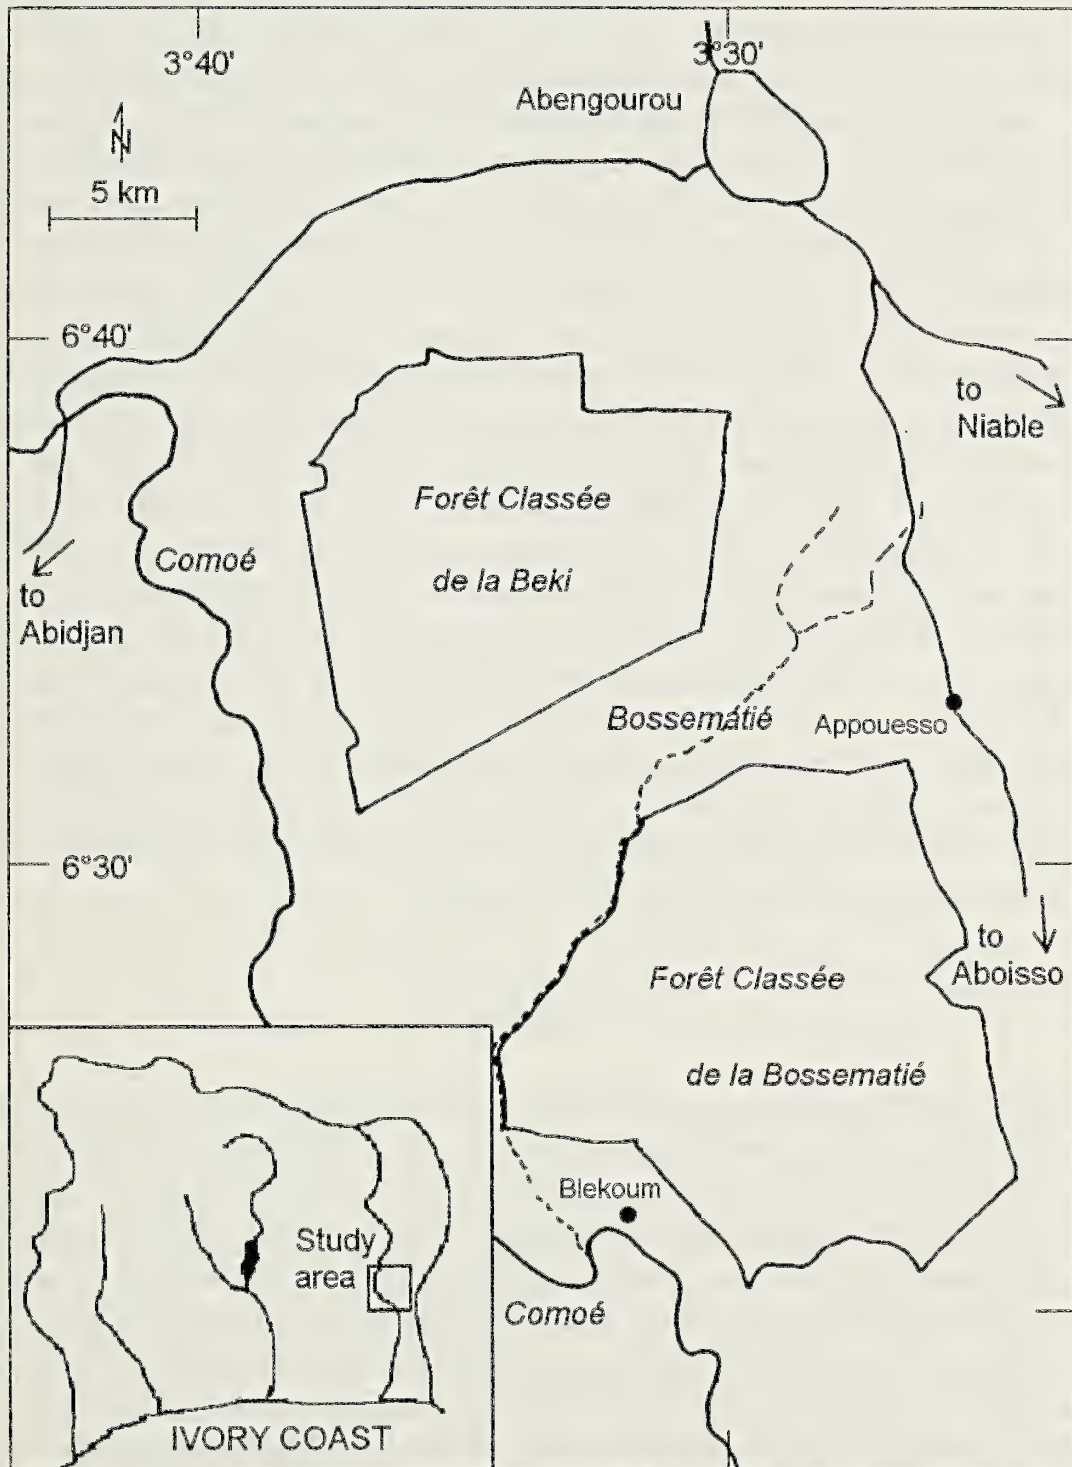 3°40'
3°30'
Abengourou
N
5 km
6°40'
to
Niable
Forêt Classée
de la Beki
Comoé
to
Abidjan
Bossematié
Appouesso
6°30'
to
Aboisso
Forêt Classée
de la Bossematié
Blekoum
Study
area
Comoé
IVORY COAST